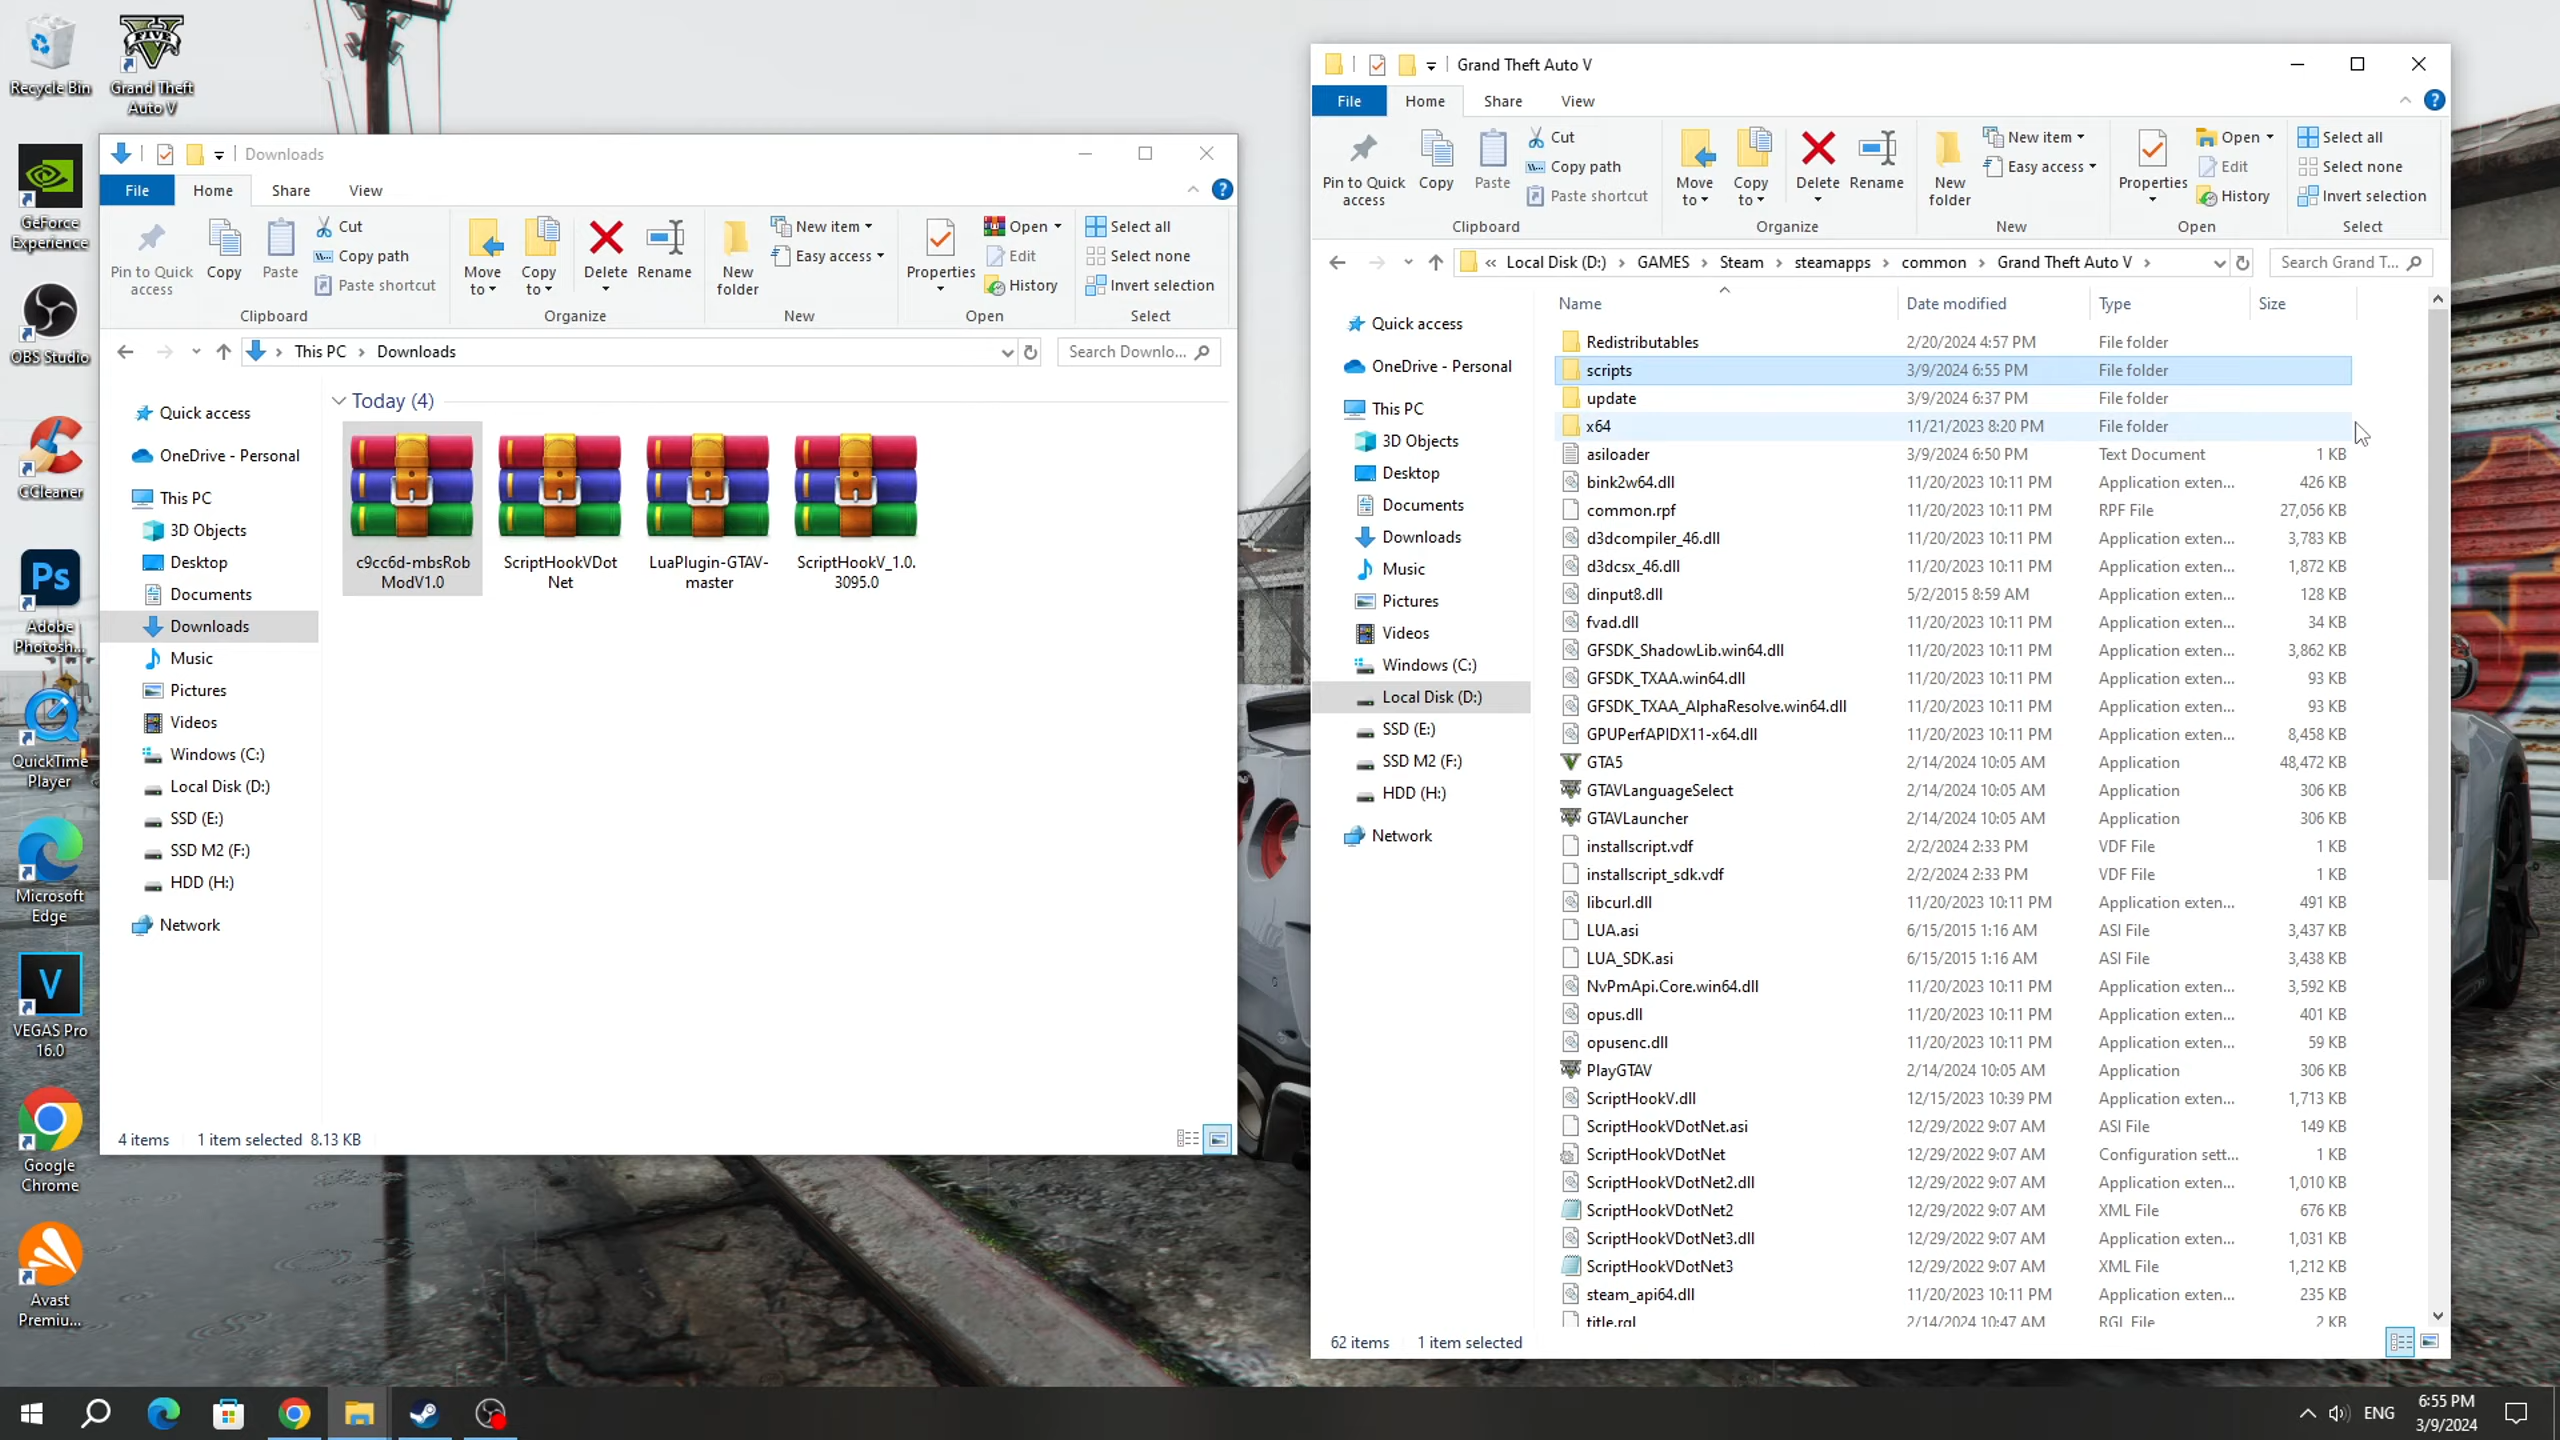 Recycle Bin
Grand Theft
Auto V
GeForce
Experience
OBS Studio
CCleaner
Adobe
Photosh...
QuickTime
Player
Microsoft
Edge
VEGAS Pro
16.0
Google
Chrome
Avast
Premiu...
Downloads
File Home Share View
Pin to Quick
access
Copy
Paste
Cut
Copy path
Paste shortcut
Clipboard
Move
to
Copy
to
Delete
Rename
Organize
New
folder
New item
Easy access
New
Properties
Open
Edit
History
Open
Select all
Select none
Invert selection
Select
This PC > Downloads
Search Downlo...
Quick access
OneDrive - Personal
This PC
3D Objects
Desktop
Documents
Downloads
Music
Pictures
Videos
Windows (C:)
Local Disk (D:)
SSD (E:)
SSD M2 (F:)
HDD (H:)
Network
Today (4)
c9cc6d-mbsRob
ModV1.0
ScriptHookVDot
Net
LuaPlugin-GTAV-
master
ScriptHookV_1.0.
3095.0
4 items 1 item selected 8.13 KB
Grand Theft Auto V
File Home Share View
Pin to Quick
access
Copy
Paste
Cut
Copy path
Paste shortcut
Clipboard
Move
to
Copy
to
Delete
Rename
Organize
New
folder
New item
Easy access
New
Properties
Open
Edit
History
Open
Select all
Select none
Invert selection
Select
« Local Disk (D:) > GAMES > Steam > steamapps > common > Grand Theft Auto V >
Search Grand T...
Quick access
OneDrive - Personal
This PC
3D Objects
Desktop
Documents
Downloads
Music
Pictures
Videos
Windows (C:)
Local Disk (D:)
SSD (E:)
SSD M2 (F:)
HDD (H:)
Network
Name Date modified Type Size
Redistributables 2/20/2024 4:57 PM File folder
scripts 3/9/2024 6:55 PM File folder
update 3/9/2024 6:37 PM File folder
x64 11/21/2023 8:20 PM File folder
asiloader 3/9/2024 6:50 PM Text Document 1 KB
bink2w64.dll 11/20/2023 10:11 PM Application exten... 426 KB
common.rpf 11/20/2023 10:11 PM RPF File 27,056 KB
d3dcompiler_46.dll 11/20/2023 10:11 PM Application exten... 3,783 KB
d3dcsx_46.dll 11/20/2023 10:11 PM Application exten... 1,872 KB
dinput8.dll 5/2/2015 8:59 AM Application exten... 128 KB
fvad.dll 11/20/2023 10:11 PM Application exten... 34 KB
GFSDK_ShadowLib.win64.dll 11/20/2023 10:11 PM Application exten... 3,862 KB
GFSDK_TXAA.win64.dll 11/20/2023 10:11 PM Application exten... 93 KB
GFSDK_TXAA_AlphaResolve.win64.dll 11/20/2023 10:11 PM Application exten... 93 KB
GPUPerfAPIDX11-x64.dll 11/20/2023 10:11 PM Application exten... 8,458 KB
GTA5 2/14/2024 10:05 AM Application 48,472 KB
GTAVLanguageSelect 2/14/2024 10:05 AM Application 306 KB
GTAVLauncher 2/14/2024 10:05 AM Application 306 KB
installscript.vdf 2/2/2024 2:33 PM VDF File 1 KB
installscript_sdk.vdf 2/2/2024 2:33 PM VDF File 1 KB
libcurl.dll 11/20/2023 10:11 PM Application exten... 491 KB
LUA.asi 6/15/2015 1:16 AM ASI File 3,437 KB
LUA_SDK.asi 6/15/2015 1:16 AM ASI File 3,438 KB
NvPmApi.Core.win64.dll 11/20/2023 10:11 PM Application exten... 3,592 KB
opus.dll 11/20/2023 10:11 PM Application exten... 401 KB
opusenc.dll 11/20/2023 10:11 PM Application exten... 59 KB
PlayGTAV 2/14/2024 10:05 AM Application 306 KB
ScriptHookV.dll 12/15/2023 10:39 PM Application exten... 1,713 KB
ScriptHookVDotNet.asi 12/29/2022 9:07 AM ASI File 149 KB
ScriptHookVDotNet 12/29/2022 9:07 AM Configuration sett... 1 KB
ScriptHookVDotNet2.dll 12/29/2022 9:07 AM Application exten... 1,010 KB
ScriptHookVDotNet2 12/29/2022 9:07 AM XML File 676 KB
ScriptHookVDotNet3.dll 12/29/2022 9:07 AM Application exten... 1,031 KB
ScriptHookVDotNet3 12/29/2022 9:07 AM XML File 1,212 KB
steam_api64.dll 11/20/2023 10:11 PM Application exten... 235 KB
title.rgl 2/14/2024 10:47 AM RGL File 2 KB
62 items 1 item selected
ENG
6:55 PM
3/9/2024